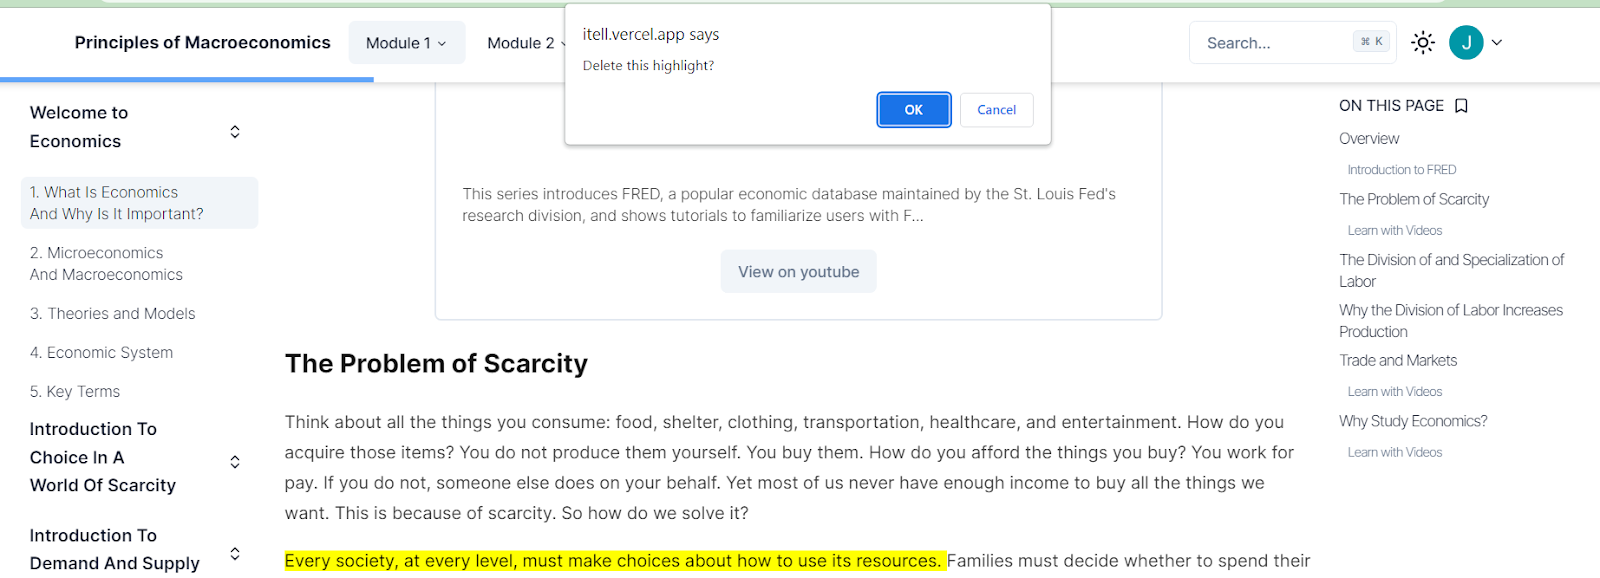 Principles of Macroeconomics
Module 1
Module 2
itell.vercel.app says
Delete this highlight?
OK
Cancel
Search...
⌘ K
J
Welcome to
Economics
1. What Is Economics
And Why Is It Important?
2. Microeconomics
And Macroeconomics
3. Theories and Models
4. Economic System
5. Key Terms
Introduction To
Choice In A
World Of Scarcity
Introduction To
Demand And Supply
This series introduces FRED, a popular economic database maintained by the St. Louis Fed's
research division, and shows tutorials to familiarize users with F...
View on youtube
The Problem of Scarcity
Think about all the things you consume: food, shelter, clothing, transportation, healthcare, and entertainment. How do you
acquire those items? You do not produce them yourself. You buy them. How do you afford the things you buy? You work for
pay. If you do not, someone else does on your behalf. Yet most of us never have enough income to buy all the things we
want. This is because of scarcity. So how do we solve it?
Every society, at every level, must make choices about how to use its resources. Families must decide whether to spend their
ON THIS PAGE
Overview
Introduction to FRED
The Problem of Scarcity
Learn with Videos
The Division of and Specialization of
Labor
Why the Division of Labor Increases
Production
Trade and Markets
Learn with Videos
Why Study Economics?
Learn with Videos